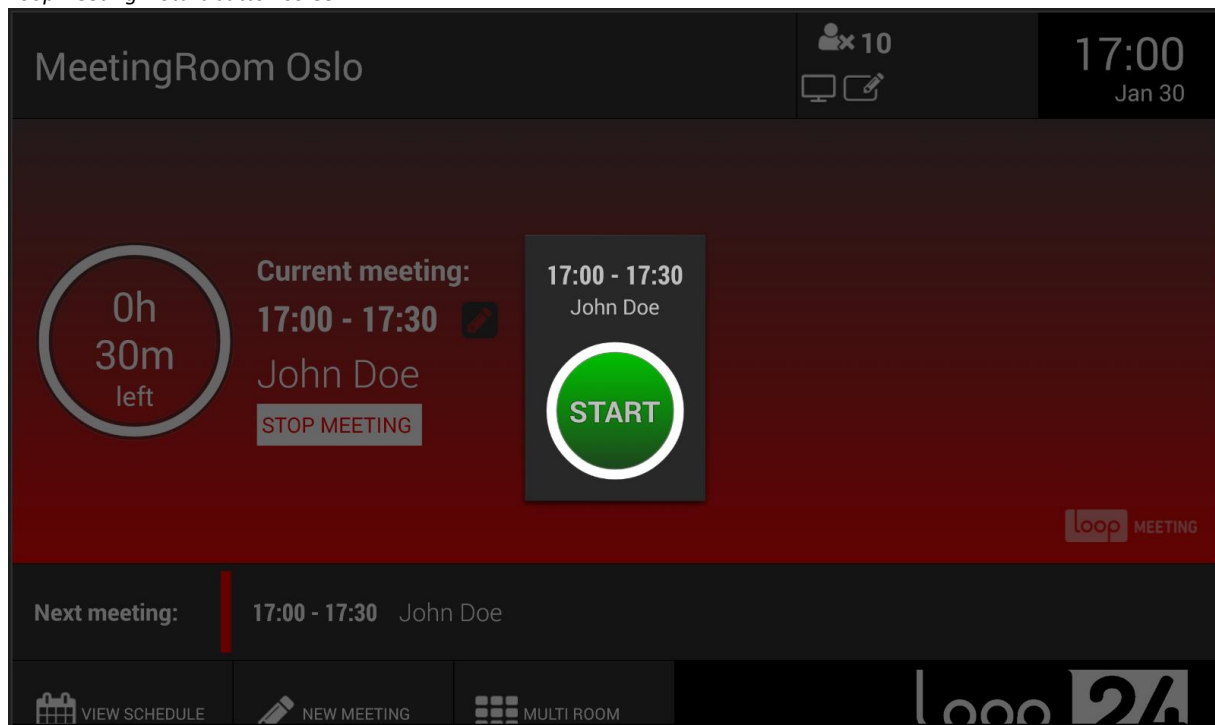 MeetingRoom Oslo
10
17:00
Jan 30
0h
30m
left
Current meeting:
17:00 - 17:30
John Doe
STOP MEETING
17:00 - 17:30
John Doe
START
loop MEETING
Next meeting:
17:00 - 17:30 John Doe
VIEW SCHEDULE
NEW MEETING
MULTI ROOM
loop 24